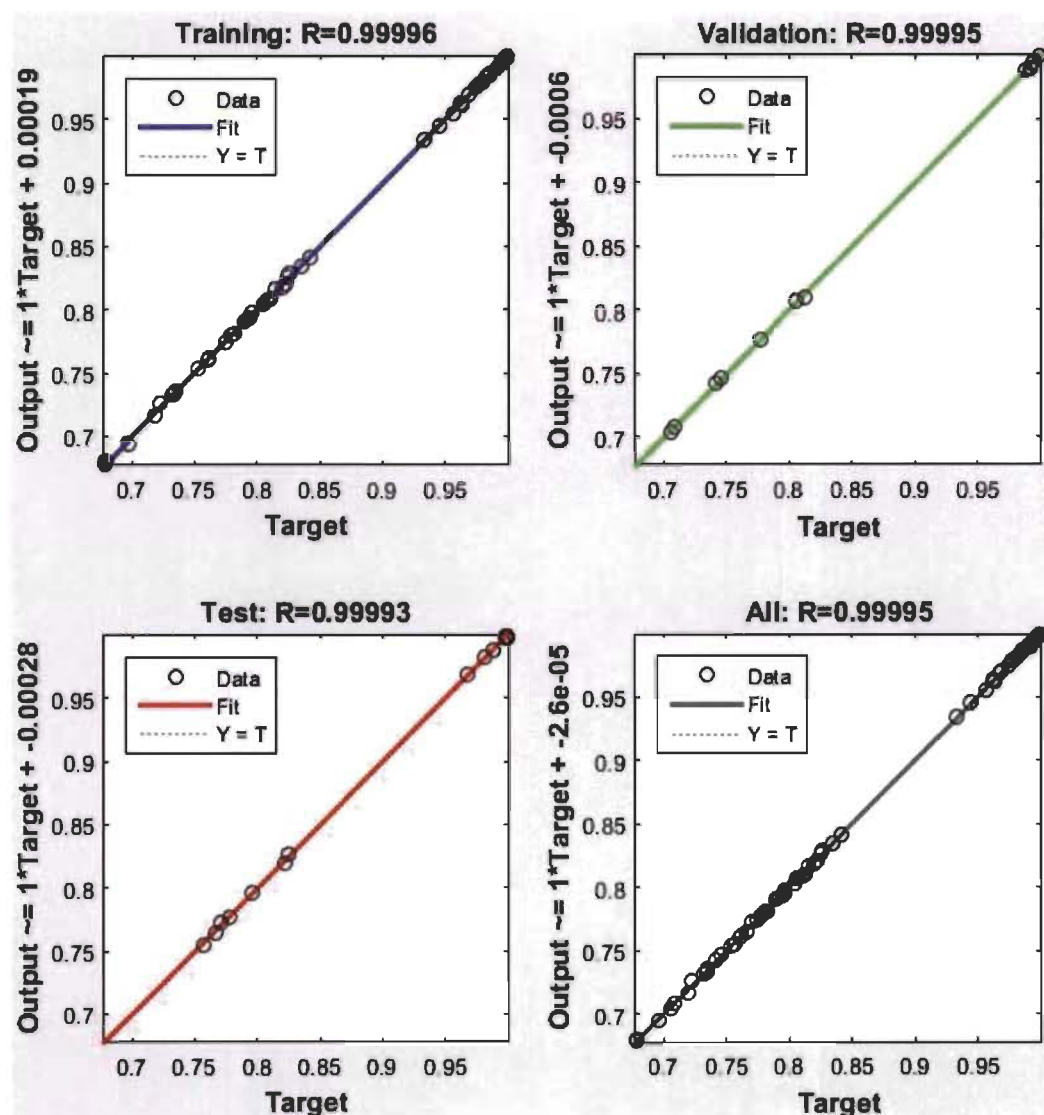 Training: R=0.99996
Output ~= 1*Target + 0.00019
Data
Fit
Y = T
0.95
0.9
0.85
0.8
0.75
0.7
0.7 0.75 0.8 0.85 0.9 0.95
Target
Validation: R=0.99995
Output ~= 1*Target + -0.0006
Data
Fit
Y = T
0.95
0.9
0.85
0.8
0.75
0.7
0.7 0.75 0.8 0.85 0.9 0.95
Target
Test: R=0.99993
Output ~= 1*Target + -0.00028
Data
Fit
Y = T
0.95
0.9
0.85
0.8
0.75
0.7
0.7 0.75 0.8 0.85 0.9 0.95
Target
All: R=0.99995
Output ~= 1*Target + -2.6e-05
Data
Fit
Y = T
0.95
0.9
0.85
0.8
0.75
0.7
0.7 0.75 0.8 0.85 0.9 0.95
Target